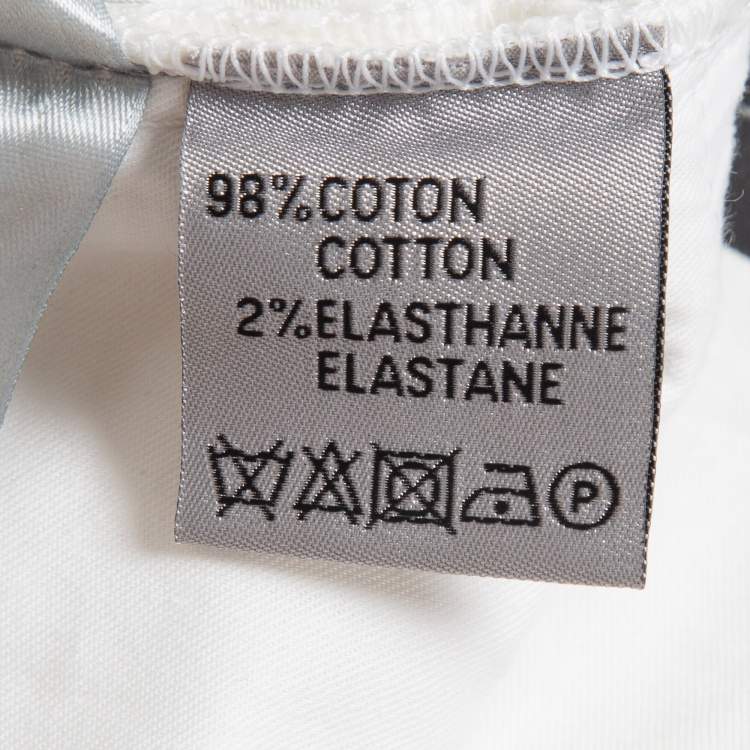 98% COTON
COTTON
2% ELASTHANNE
ELASTANE
P